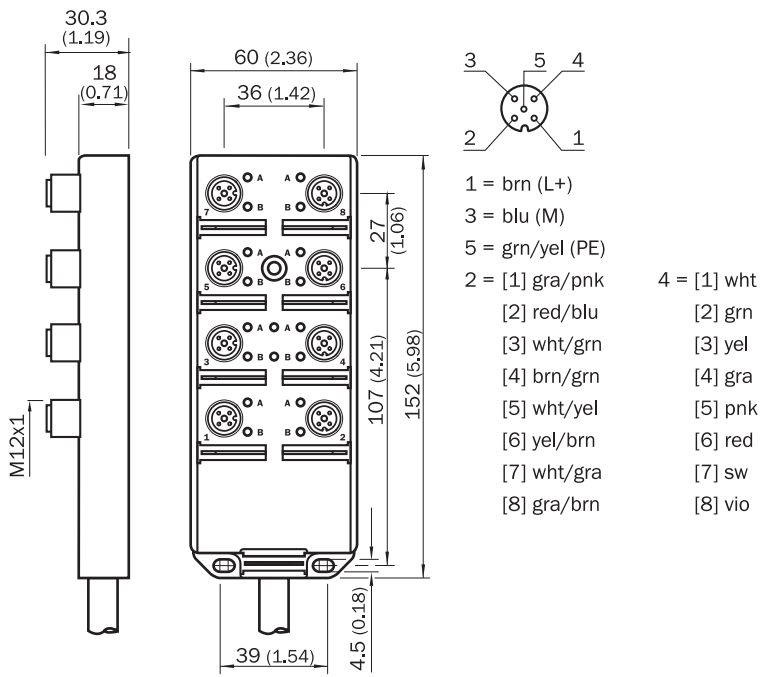 30.3
(1.19)
18
(0.71)
60 (2.36)
36 (1.42)
3 5 4
2 1
1 = brn (L+)
3 = blu (M)
5 = grn/yel (PE)
2 = [1] gra/pnk 4 = [1] wht
[2] red/blu [2] grn
[3] wht/grn [3] yel
[4] brn/grn [4] gra
[5] wht/yel [5] pnk
[6] yel/brn [6] red
[7] wht/gra [7] sw
[8] gra/brn [8] vio
A A
B B
7 8
A A
B B
5 6
A A
B B
3 4
A A
B B
1 2
27
(1.06)
107 (4.21)
152 (5.98)
M12x1
39 (1.54)
4.5 (0.18)